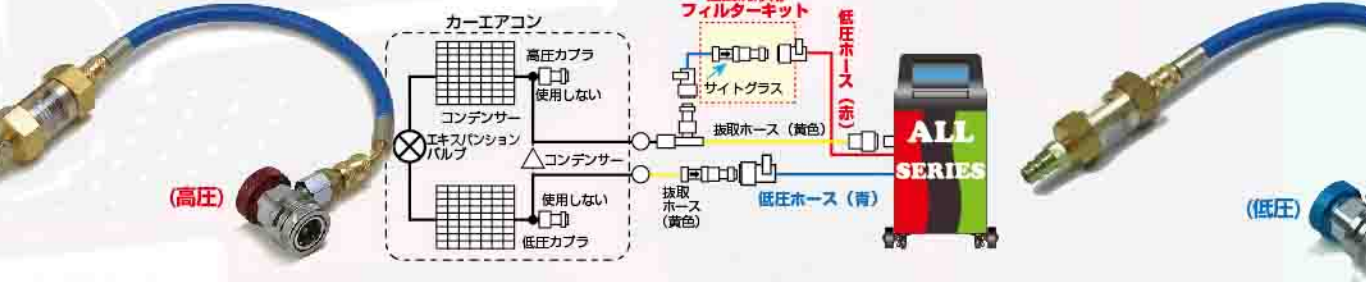 フィルターキット
カーエアコン
高圧カプラ
使用しない
コンデンサー
エキスパンション
バルブ
コンデンサー
使用しない
低圧カプラ
サイトグラス
低圧ホース（赤）
抜取ホース（黄色）
抜取
ホース
（黄色）
低圧ホース（青）
ALL
SERIES
(高圧)
(低圧)